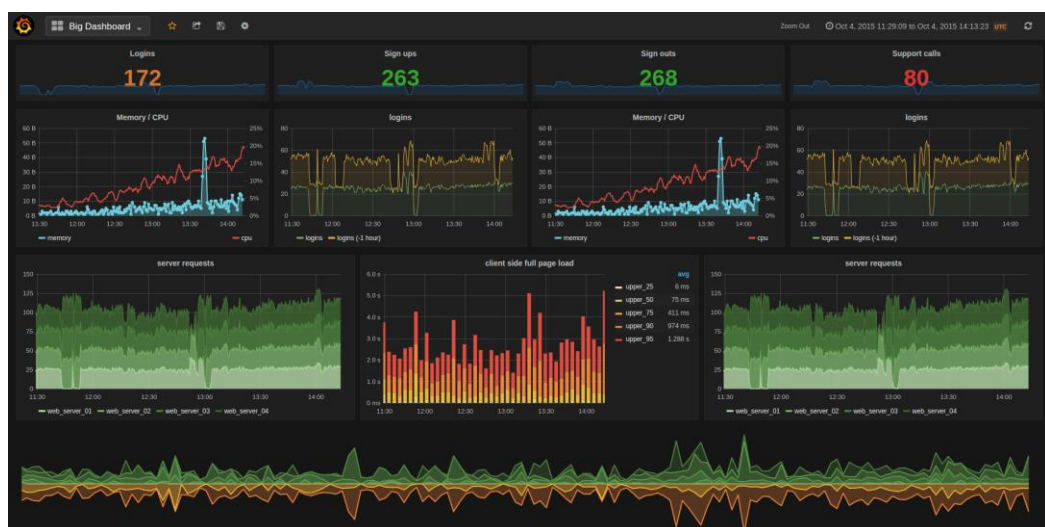 Big Dashboard
Zoom Out Oct 4, 2015 11:29:09 to Oct 4, 2015 14:13:23 UTC
Logins
172
Sign ups
263
Sign outs
268
Support calls
80
Memory / CPU
60 B
50 B
40 B
30 B
20 B
10 B
0 B
25%
20%
15%
10%
5%
0%
11:30 12:00 12:30 13:00 13:30 14:00
memory cpu
logins
80
60
40
20
0
11:30 12:00 12:30 13:00 13:30 14:00
logins logins (-1 hour)
Memory / CPU
60 B
50 B
40 B
30 B
20 B
10 B
0 B
25%
20%
15%
10%
5%
0%
11:30 12:00 12:30 13:00 13:30 14:00
memory cpu
logins
80
60
40
20
0
11:30 12:00 12:30 13:00 13:30 14:00
logins logins (-1 hour)
server requests
150
125
100
75
50
25
0
11:30 12:00 12:30 13:00 13:30 14:00
web_server_01 web_server_02 web_server_03 web_server_04
client side full page load
6.0 s
5.0 s
4.0 s
3.0 s
2.0 s
1.0 s
0 ms
11:30 12:00 12:30 13:00 13:30 14:00
avg
upper_25 6 ms
upper_50 75 ms
upper_75 411 ms
upper_90 974 ms
upper_95 1.288 s
server requests
150
125
100
75
50
25
0
11:30 12:00 12:30 13:00 13:30 14:00
web_server_01 web_server_02 web_server_03 web_server_04